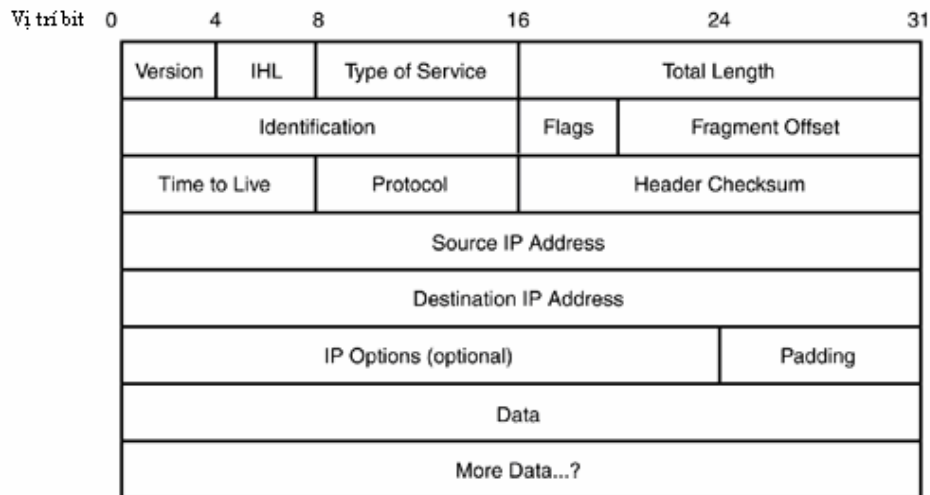 Vị trí bit 0 4 8 16 24 31
Version IHL Type of Service Total Length
Identification Flags Fragment Offset
Time to Live Protocol Header Checksum
Source IP Address
Destination IP Address
IP Options (optional) Padding
Data
More Data...?